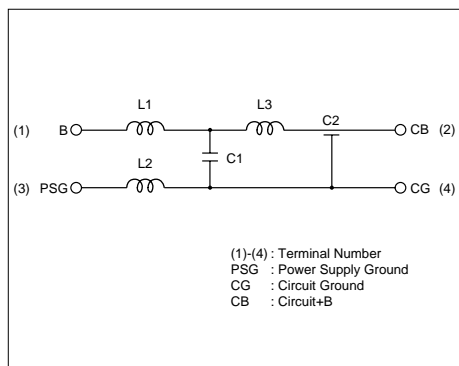 L1 L3 C2
(1) B CB (2)
L2 C1
(3) PSG CG (4)
(1)-(4) : Terminal Number
PSG : Power Supply Ground
CG : Circuit Ground
CB : Circuit+B